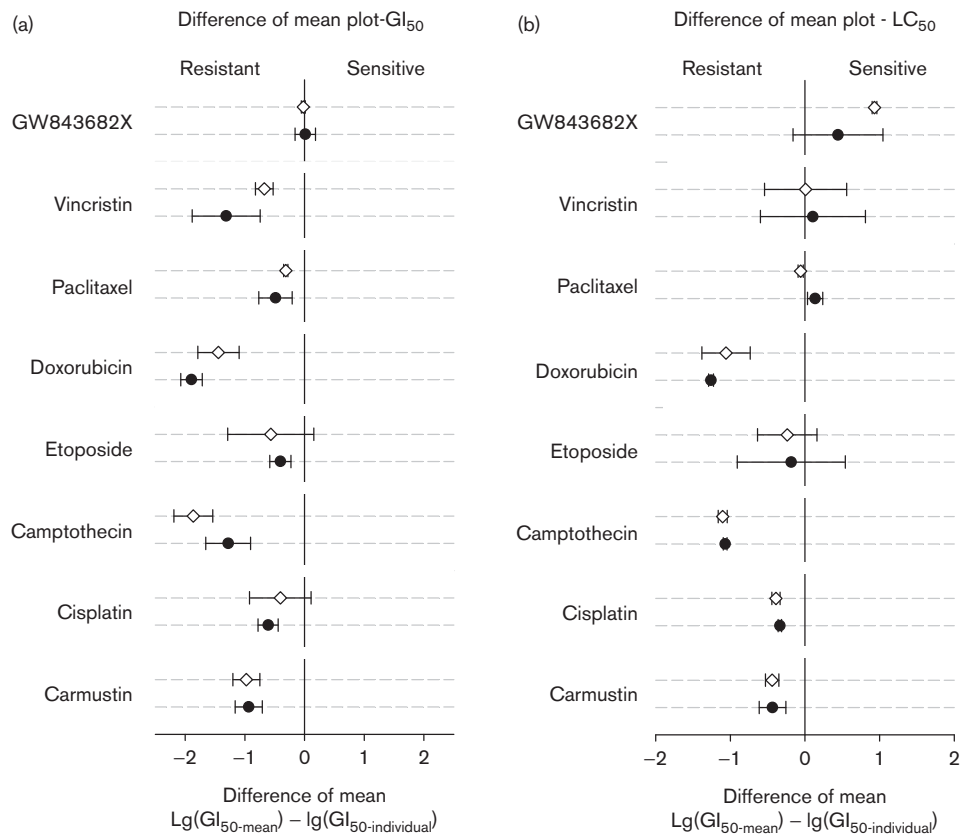 (a) Difference of mean plot-GI50
Resistant Sensitive
GW843682X
Vincristin
Paclitaxel
Doxorubicin
Etoposide
Camptothecin
Cisplatin
Carmustin
−2 −1 0 1 2
Difference of mean
Lg(GI50-mean) − lg(GI50-individual)
(b) Difference of mean plot - LC50
Resistant Sensitive
GW843682X
Vincristin
Paclitaxel
Doxorubicin
Etoposide
Camptothecin
Cisplatin
Carmustin
−2 −1 0 1 2
Difference of mean
Lg(GI50-mean) − lg(GI50-individual)